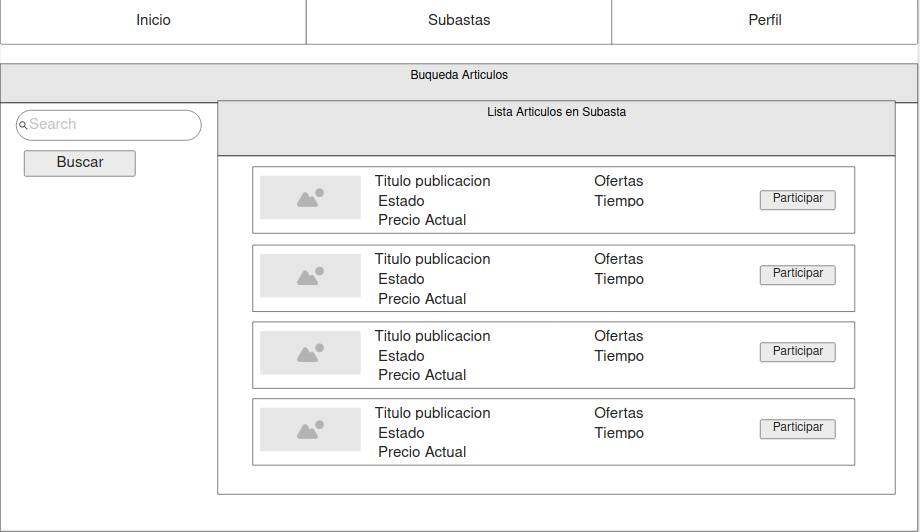 Inicio
Subastas
Perfil
Buqueda Articulos
Search
Buscar
Lista Articulos en Subasta
Titulo publicacion
Estado
Precio Actual
Ofertas
Tiempo
Participar
Titulo publicacion
Estado
Precio Actual
Ofertas
Tiempo
Participar
Titulo publicacion
Estado
Precio Actual
Ofertas
Tiempo
Participar
Titulo publicacion
Estado
Precio Actual
Ofertas
Tiempo
Participar